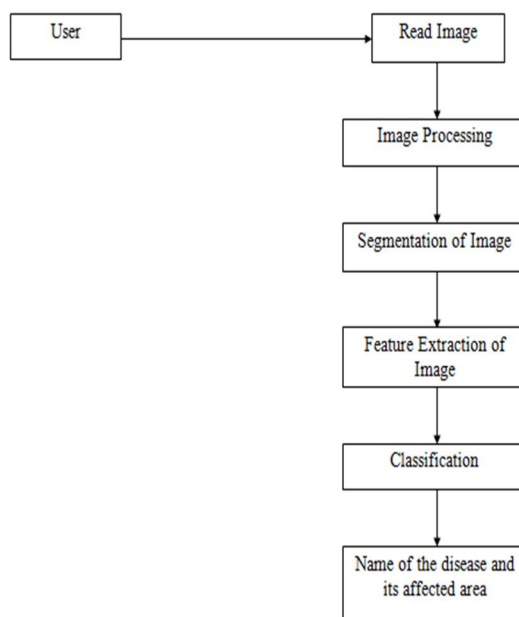 User
Read Image
Image Processing
Segmentation of Image
Feature Extraction of
Image
Classification
Name of the disease and
its affected area